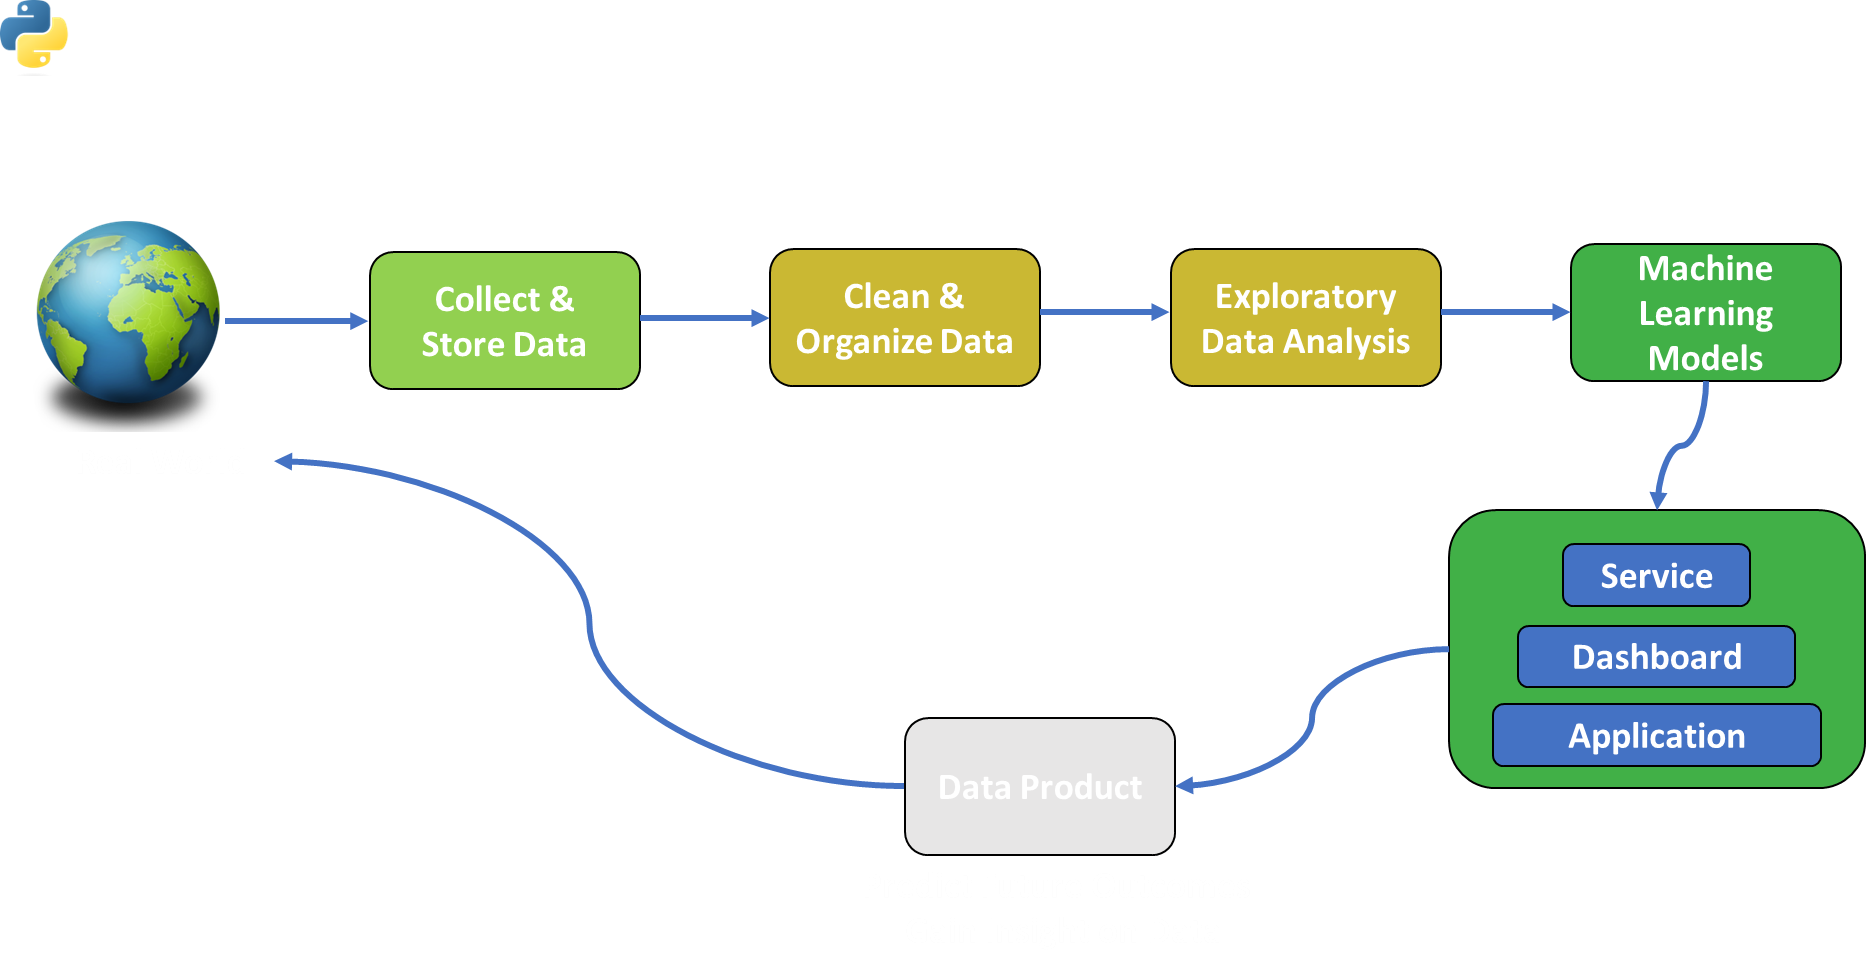 Collect &
Store Data
Clean &
Organize Data
Exploratory
Data Analysis
Machine
Learning
Models
Service
Dashboard
Application
Data Product